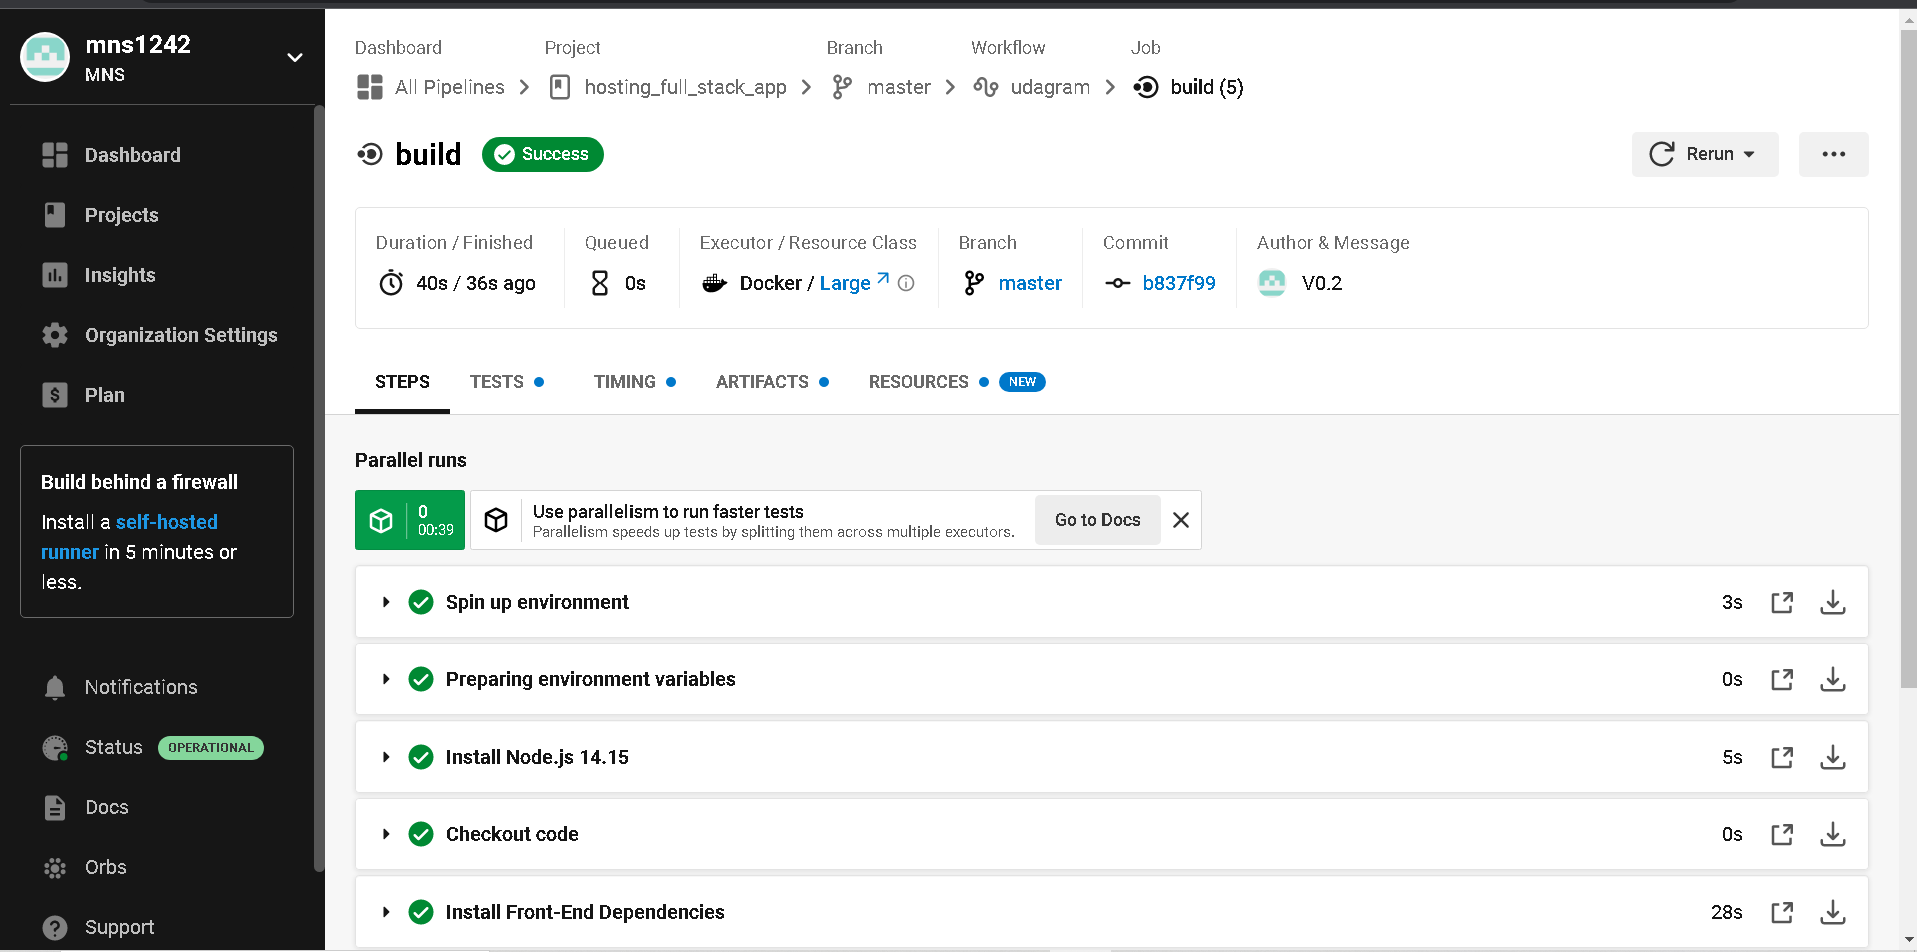 mns1242
MNS
Dashboard
Projects
Insights
Organization Settings
Plan
Build behind a firewall
Install a self-hosted
runner in 5 minutes or
less.
Notifications
Status OPERATIONAL
Docs
Orbs
Support
Dashboard Project Branch Workflow Job
All Pipelines hosting_full_stack_app master udagram build (5)
build Success Rerun
Duration / Finished Queued Executor / Resource Class Branch Commit Author & Message
40s / 36s ago 0s Docker / Large master b837f99 V0.2
STEPS TESTS TIMING ARTIFACTS RESOURCES NEW
Parallel runs
0
00:39
Use parallelism to run faster tests
Parallelism speeds up tests by splitting them across multiple executors.
Go to Docs
Spin up environment 3s
Preparing environment variables 0s
Install Node.js 14.15 5s
Checkout code 0s
Install Front-End Dependencies 28s